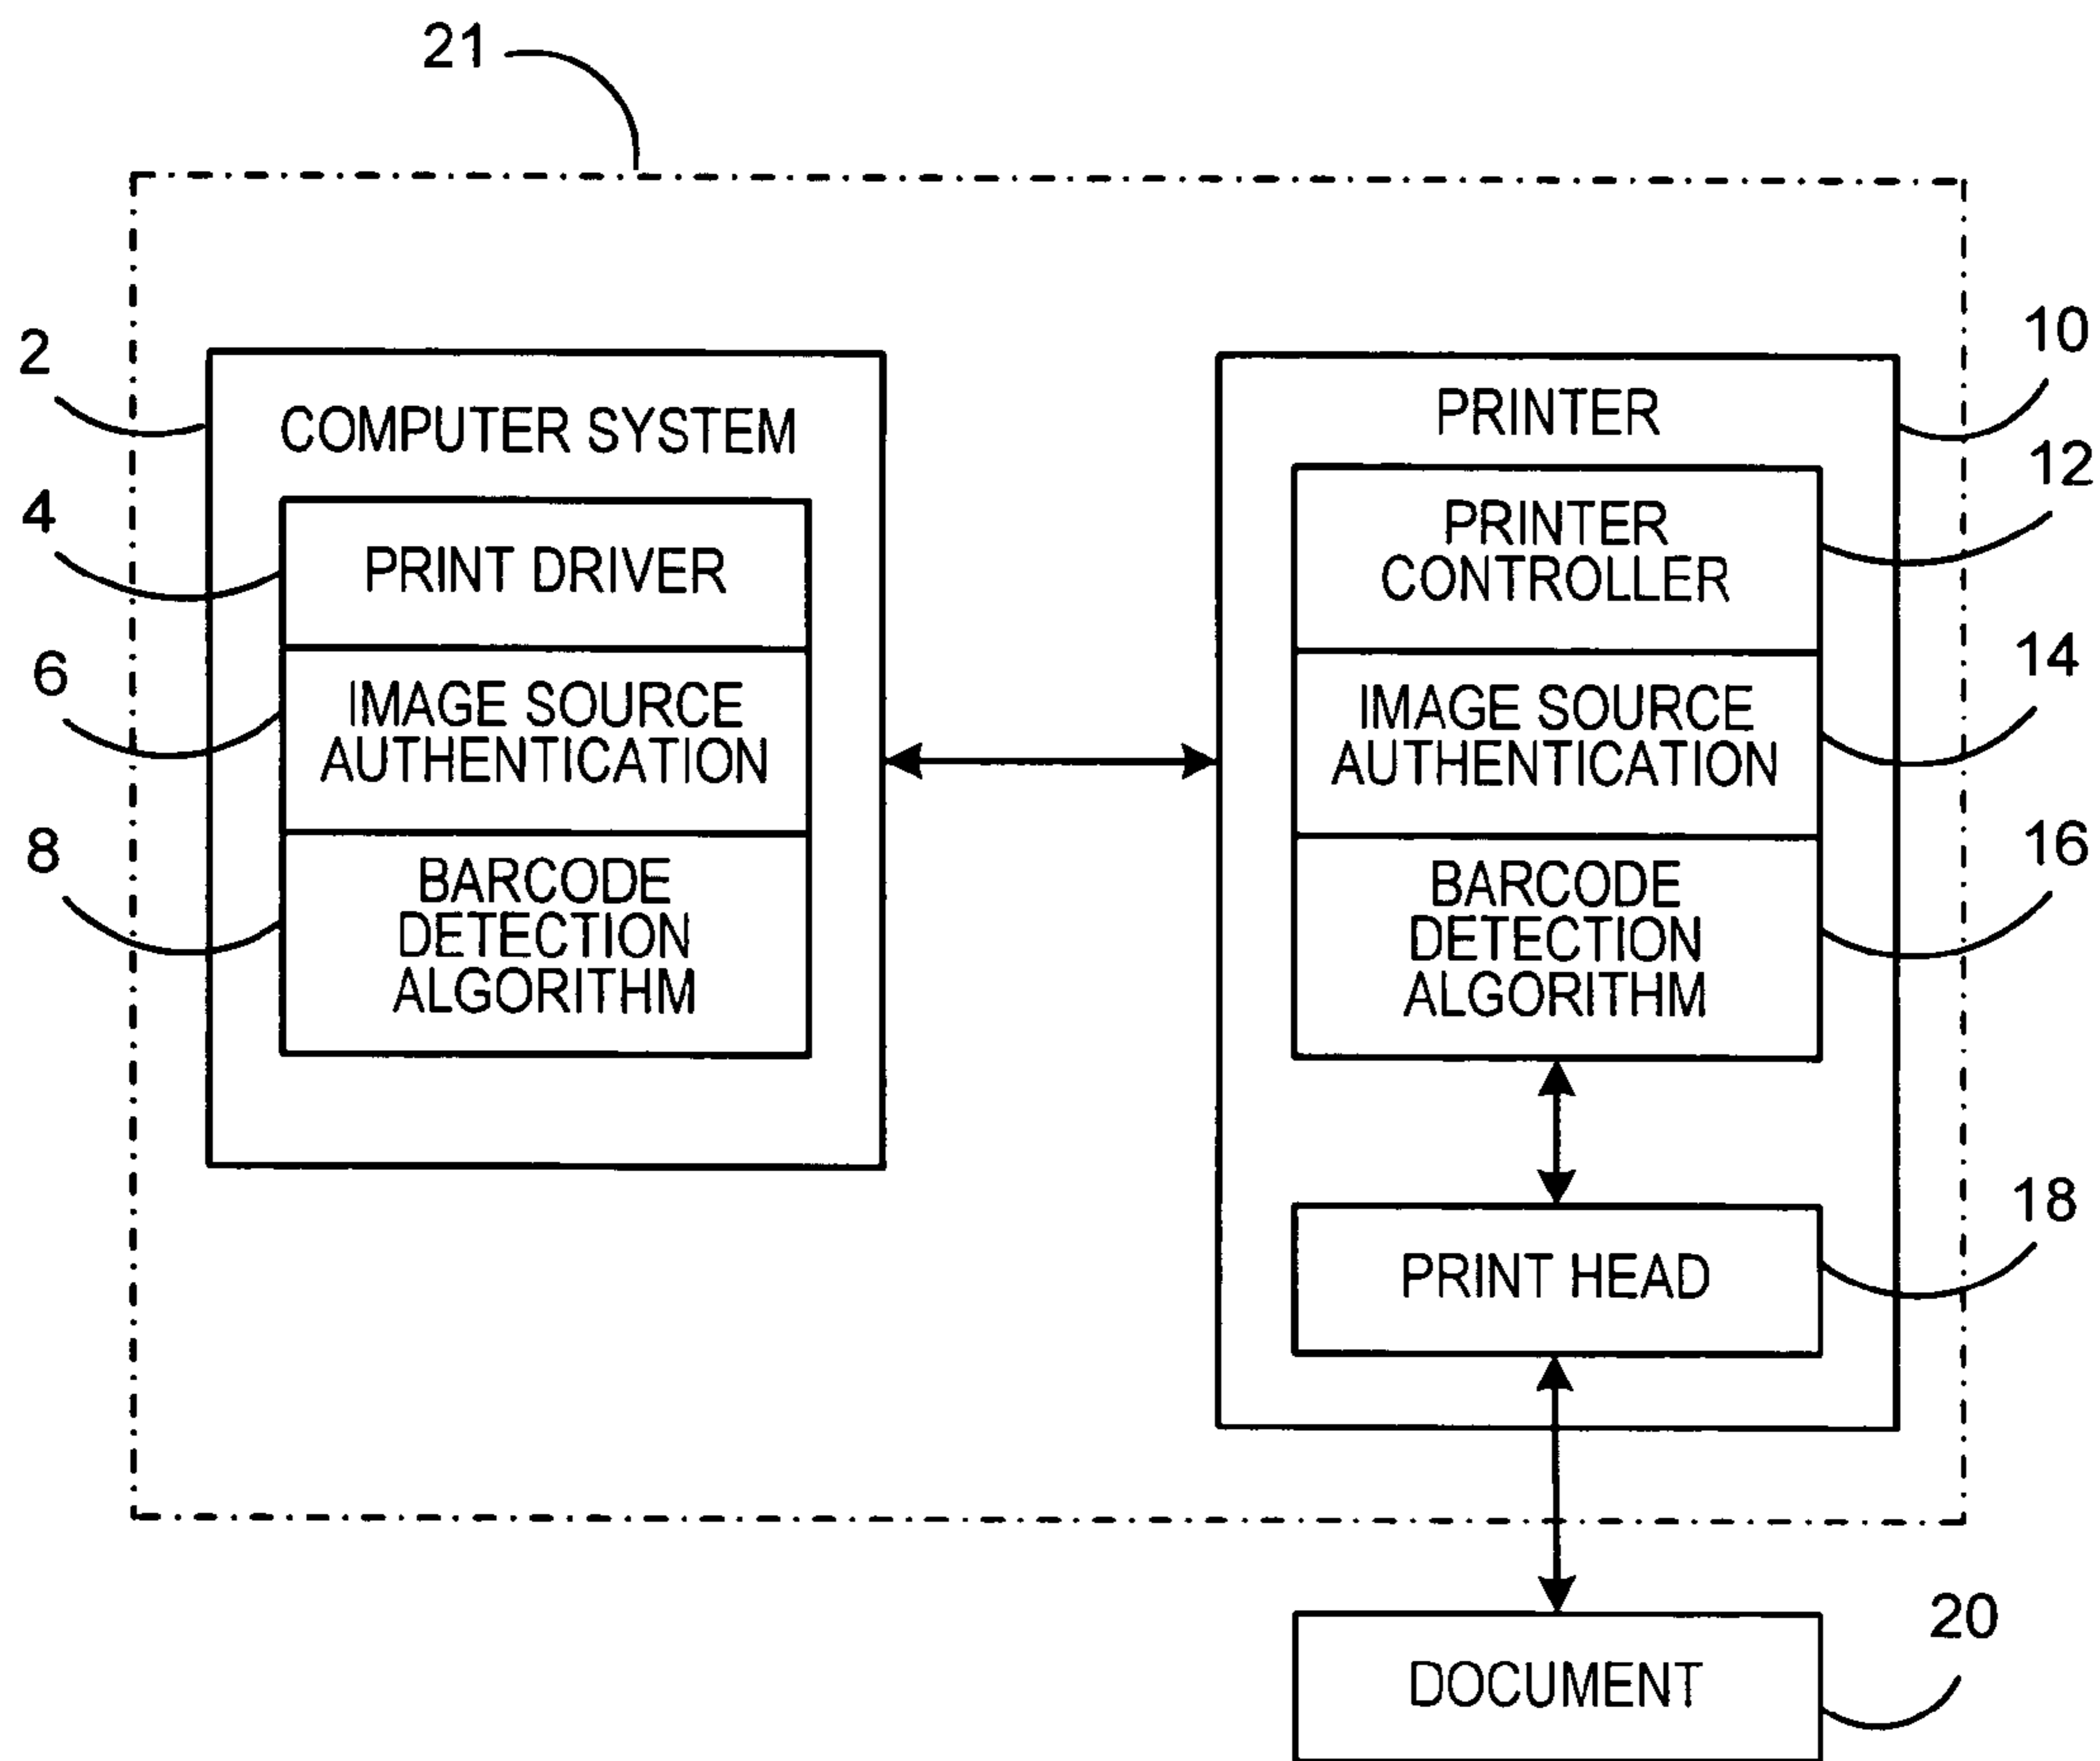 21
2
COMPUTER SYSTEM
4
PRINT DRIVER
6
IMAGE SOURCE
AUTHENTICATION
8
BARCODE
DETECTION
ALGORITHM
10
PRINTER
12
PRINTER
CONTROLLER
14
IMAGE SOURCE
AUTHENTICATION
16
BARCODE
DETECTION
ALGORITHM
18
PRINT HEAD
20
DOCUMENT